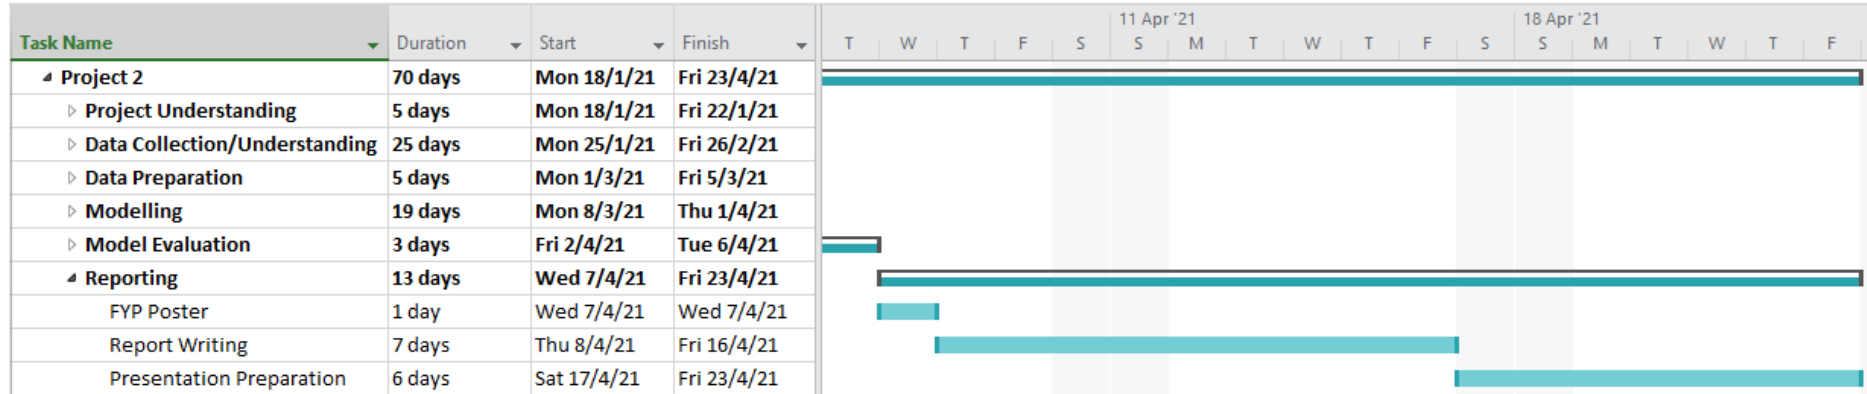 11 Apr '21 18 Apr '21
Task Name Duration Start Finish T W T F S S M T W T F S S M T W T F
Project 2 70 days Mon 18/1/21 Fri 23/4/21
Project Understanding 5 days Mon 18/1/21 Fri 22/1/21
Data Collection/Understanding 25 days Mon 25/1/21 Fri 26/2/21
Data Preparation 5 days Mon 1/3/21 Fri 5/3/21
Modelling 19 days Mon 8/3/21 Thu 1/4/21
Model Evaluation 3 days Fri 2/4/21 Tue 6/4/21
Reporting 13 days Wed 7/4/21 Fri 23/4/21
FYP Poster 1 day Wed 7/4/21 Wed 7/4/21
Report Writing 7 days Thu 8/4/21 Fri 16/4/21
Presentation Preparation 6 days Sat 17/4/21 Fri 23/4/21